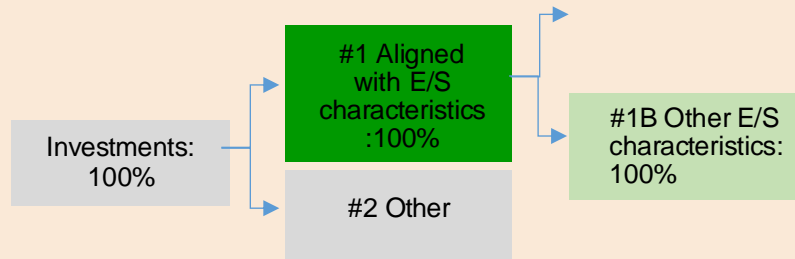 Investments:
100%
#1 Aligned
with E/S
characteristics
:100%
#2 Other
#1B Other E/S
characteristics:
100%